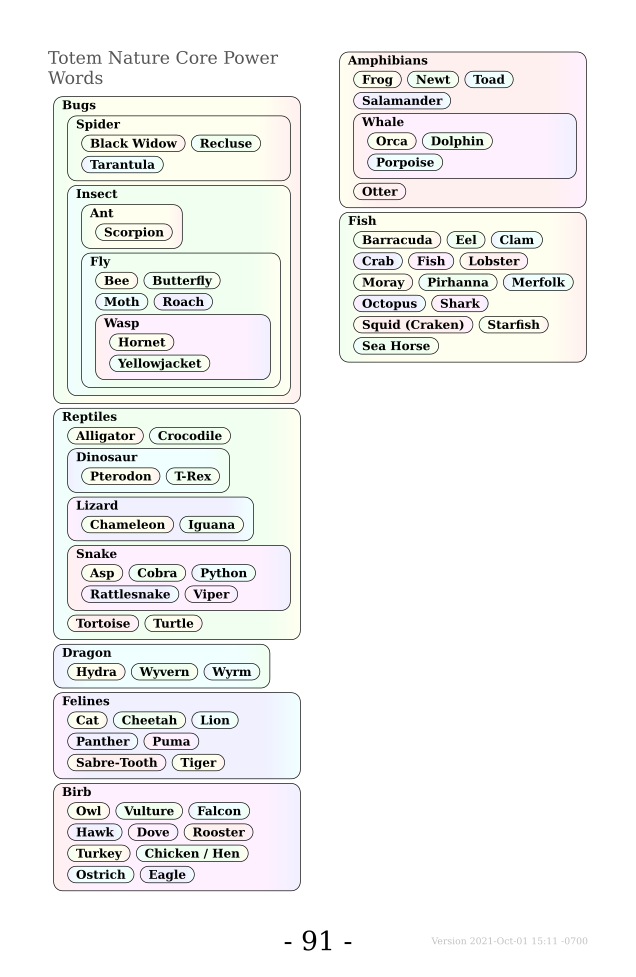 Totem Nature Core Power
Words
Bugs
Spider
Black Widow Recluse
Tarantula
Insect
Ant
Scorpion
Fly
Bee Butterfly
Moth Roach
Wasp
Hornet
Yellowjacket
Reptiles
Alligator Crocodile
Dinosaur
Pterodon T-Rex
Lizard
Chameleon Iguana
Snake
Asp Cobra Python
Rattlesnake Viper
Tortoise Turtle
Dragon
Hydra Wyvern Wyrm
Felines
Cat Cheetah Lion
Panther Puma
Sabre-Tooth Tiger
Birb
Owl Vulture Falcon
Hawk Dove Rooster
Turkey Chicken / Hen
Ostrich Eagle
Amphibians
Frog Newt Toad
Salamander
Whale
Orca Dolphin
Porpoise
Otter
Fish
Barracuda Eel Clam
Crab Fish Lobster
Moray Pirhanna Merfolk
Octopus Shark
Squid (Craken) Starfish
Sea Horse
- 91 -
Version 2021-Oct-01 15:11 -0700